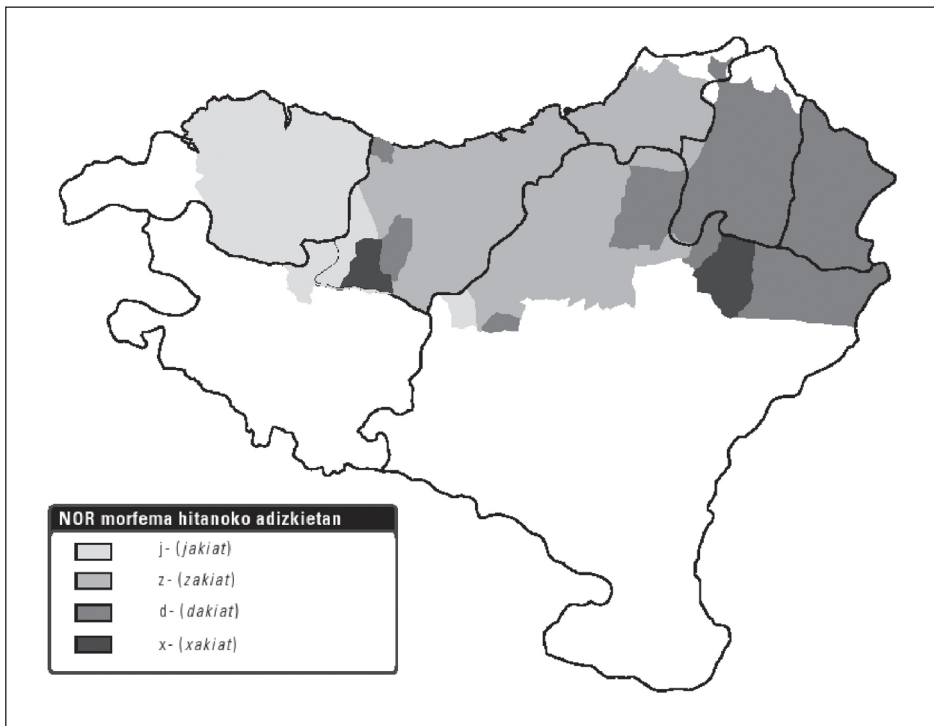 NOR morfema hitanoko adizkietan
j- (jakiat)
z- (zakiat)
d- (dakiat)
x- (xakiat)